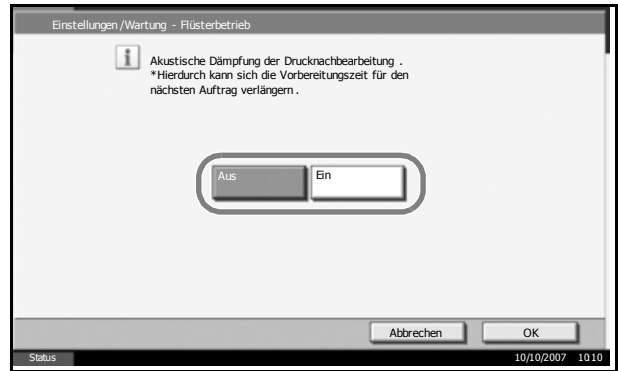 Einstellungen /Wartung - Flüsterbetrieb
Akustische Dämpfung der Drucknachbearbeitung .
*Hierdurch kann sich die Vorbereitungszeit für den
nächsten Auftrag verlängern .
Aus Ein
Abbrechen OK
Status 10/10/2007 10:10